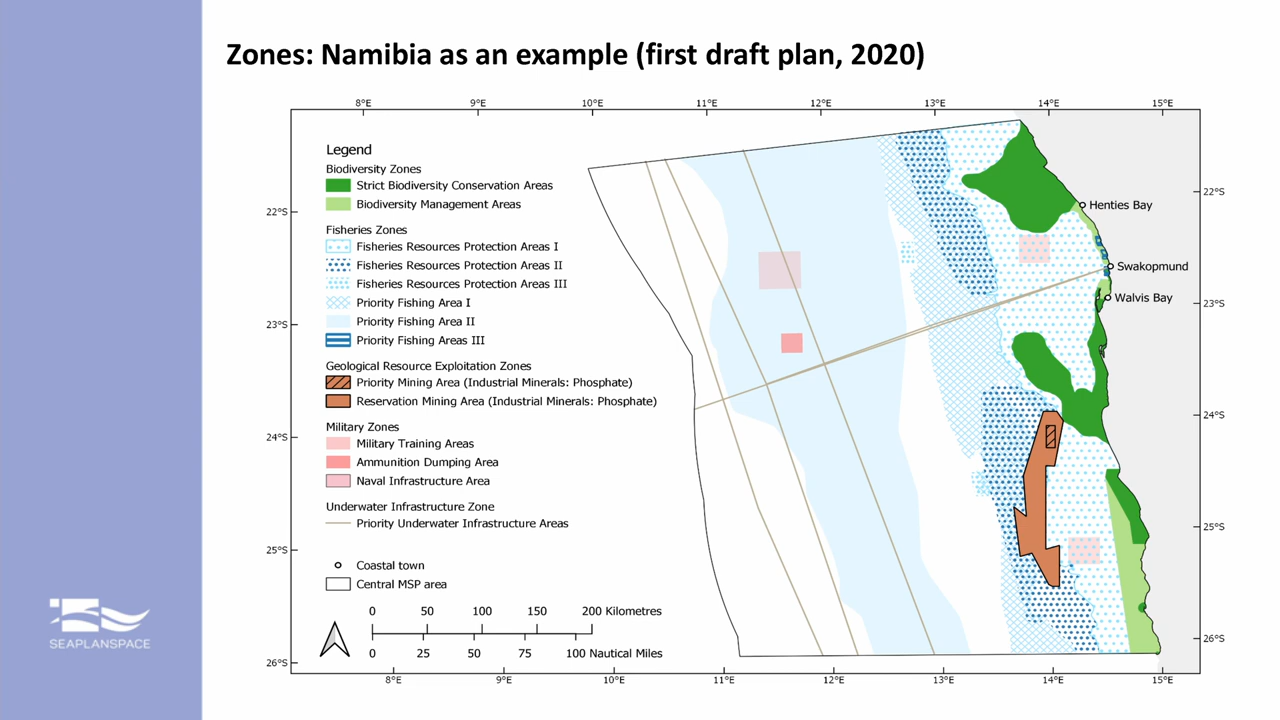 Zones: Namibia as an example (first draft plan, 2020)
8°E 9°E 10°E 11°E 12°E 13°E 14°E 15°E
Legend
Biodiversity Zones
Strict Biodiversity Conservation Areas
Biodiversity Management Areas
Fisheries Zones
Fisheries Resources Protection Areas I
Fisheries Resources Protection Areas II
Fisheries Resources Protection Areas III
Priority Fishing Area I
Priority Fishing Area II
Priority Fishing Areas III
Geological Resource Exploitation Zones
Priority Mining Area (Industrial Minerals: Phosphate)
Reservation Mining Area (Industrial Minerals: Phosphate)
Military Zones
Military Training Areas
Ammunition Dumping Area
Naval Infrastructure Area
Underwater Infrastructure Zone
Priority Underwater Infrastructure Areas
Coastal town
Central MSP area
0 50 100 150 200 Kilometres
0 25 50 75 100 Nautical Miles
22°S
23°S
24°S
25°S
26°S
Henties Bay
Swakopmund
Walvis Bay
22°S
23°S
24°S
25°S
26°S
8°E 9°E 10°E 11°E 12°E 13°E 14°E 15°E
SEAPLANSPACE